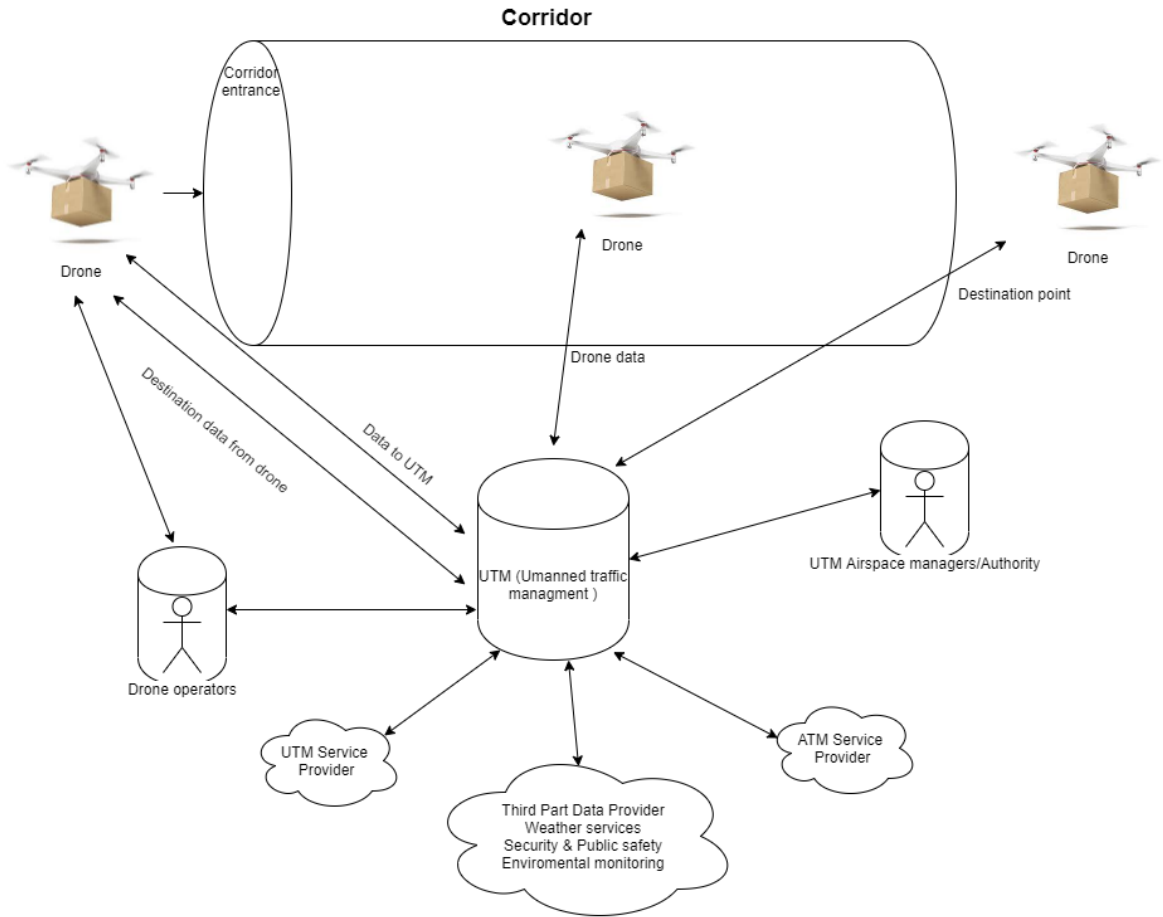 Corridor
Corridor
entrance
Drone
Drone
Drone
Destination point
Drone data
Destination data from drone
Data to UTM
UTM (Umanned traffic
managment )
UTM Airspace managers/Authority
Drone operators
UTM Service
Provider
ATM Service
Provider
Third Part Data Provider
Weather services
Security & Public safety
Enviromental monitoring